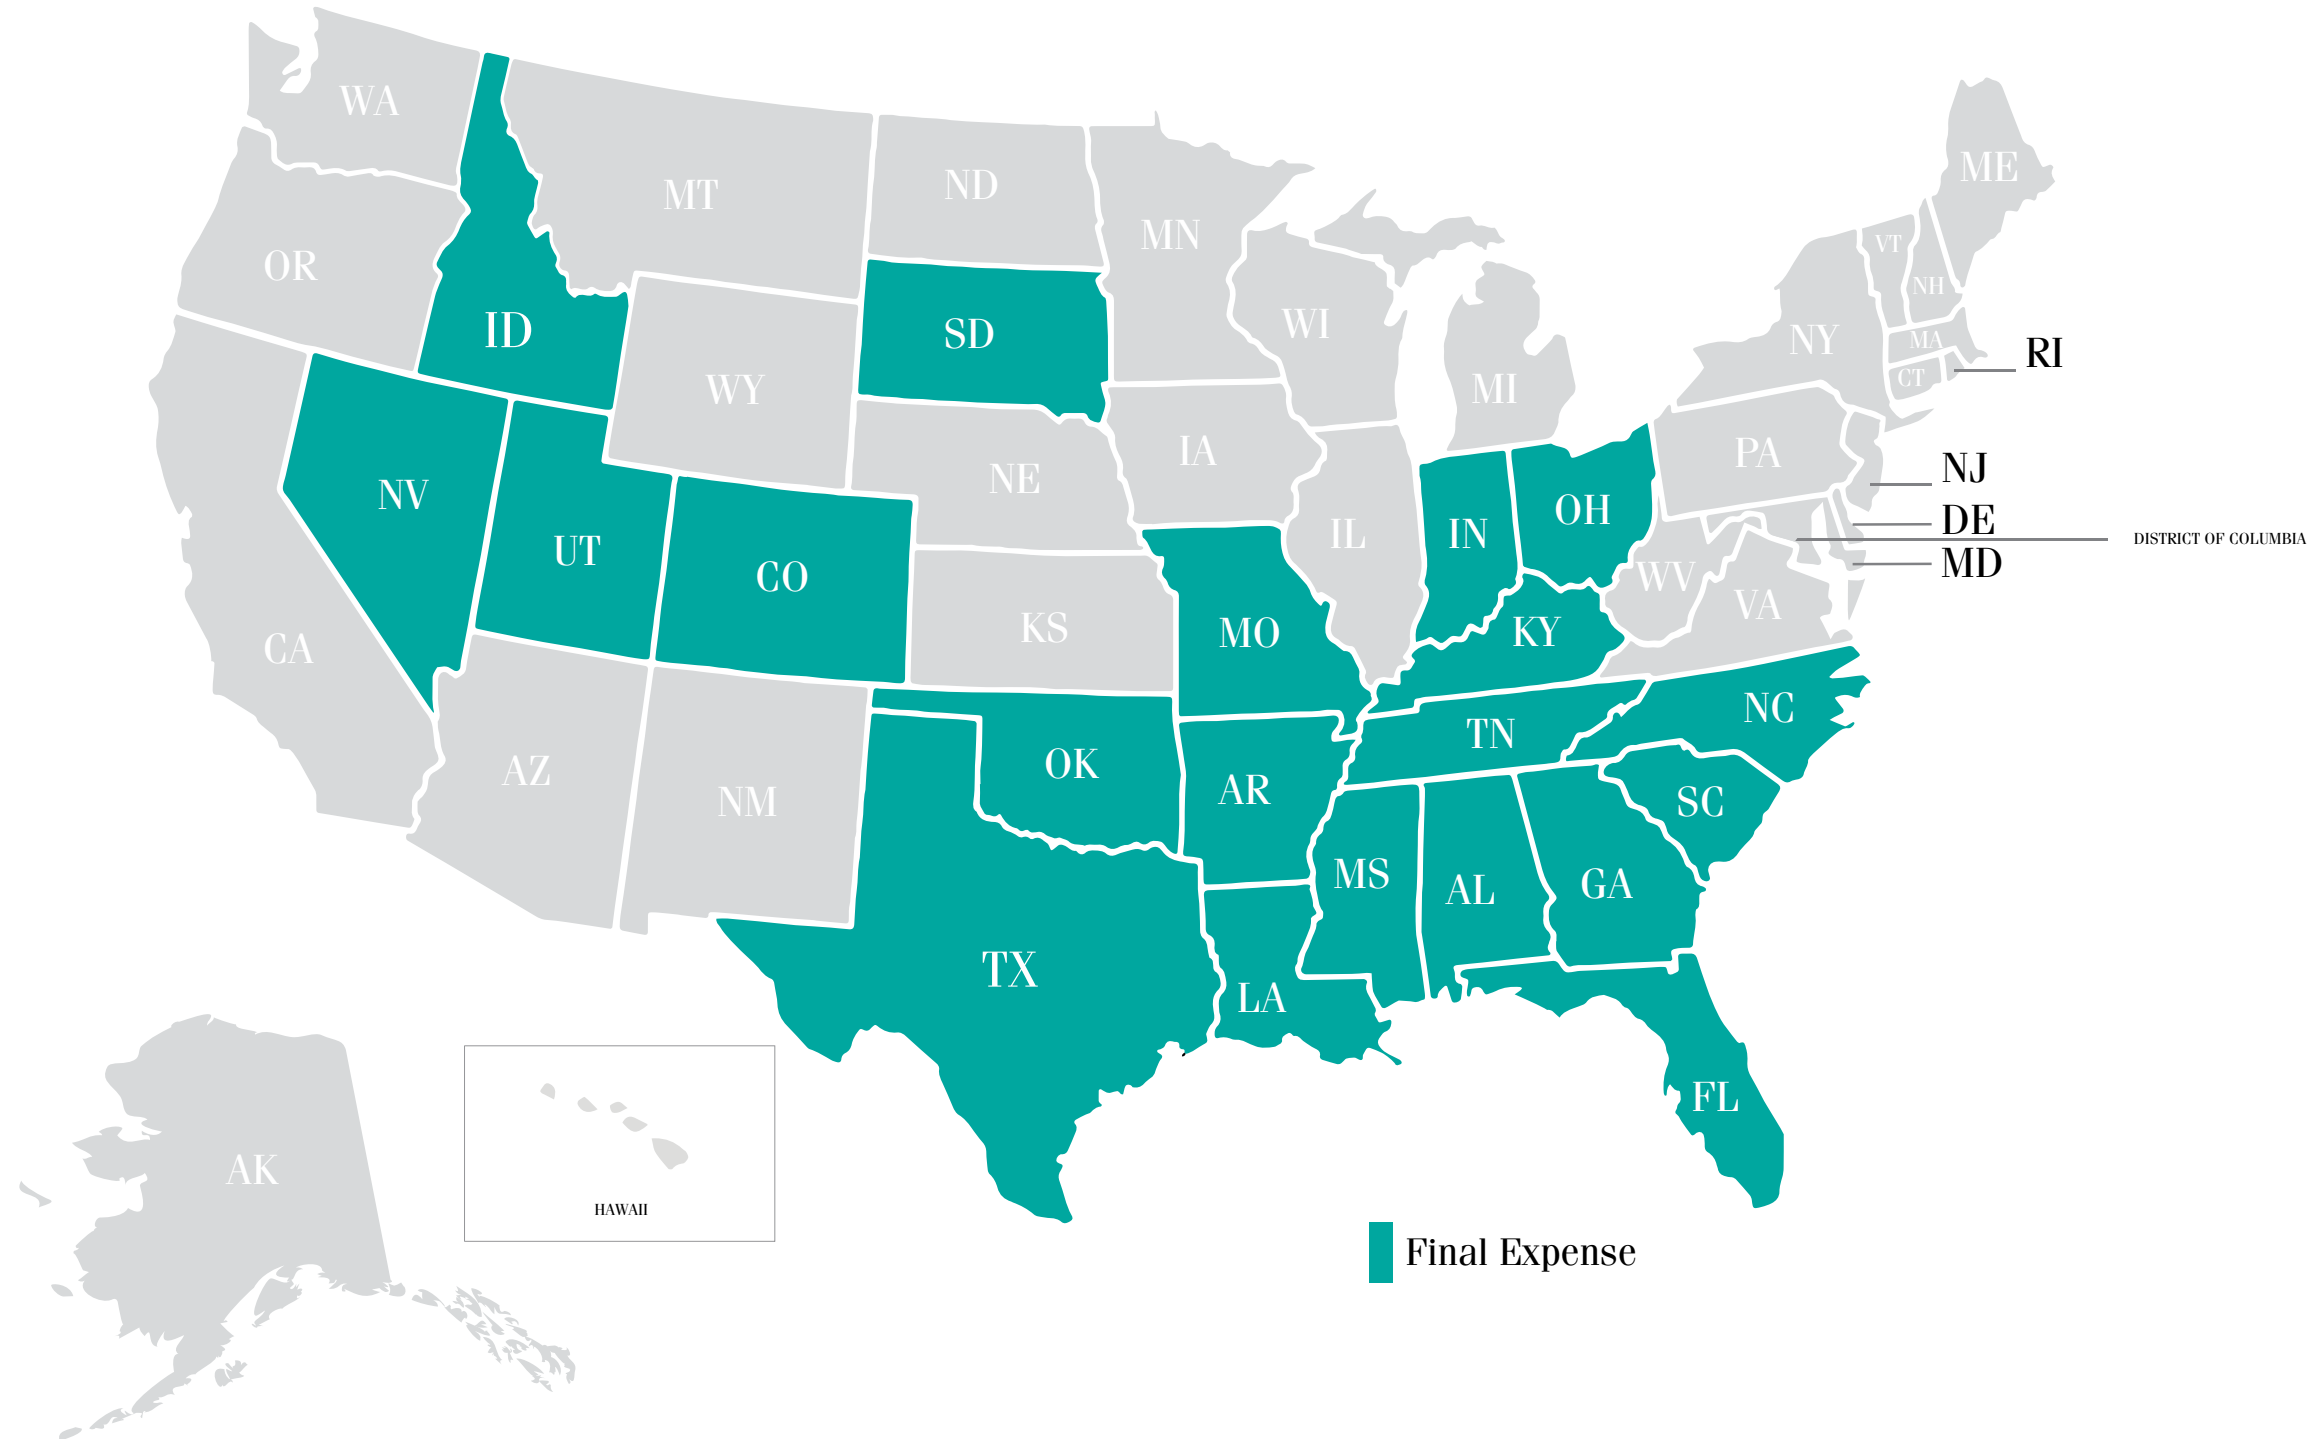 WA
MT
ND
MN
ME
OR
ID
SD
WI
VT
NH
NY
MA
RI
WY
MI
CT
NV
NE
IA
PA
NJ
UT
CO
IL
IN
OH
DE
DISTRICT OF COLUMBIA
MD
WV
VA
CA
KS
MO
KY
AZ
NM
OK
AR
TN
NC
SC
MS
AL
GA
TX
LA
FL
AK
HAWAII
Final Expense